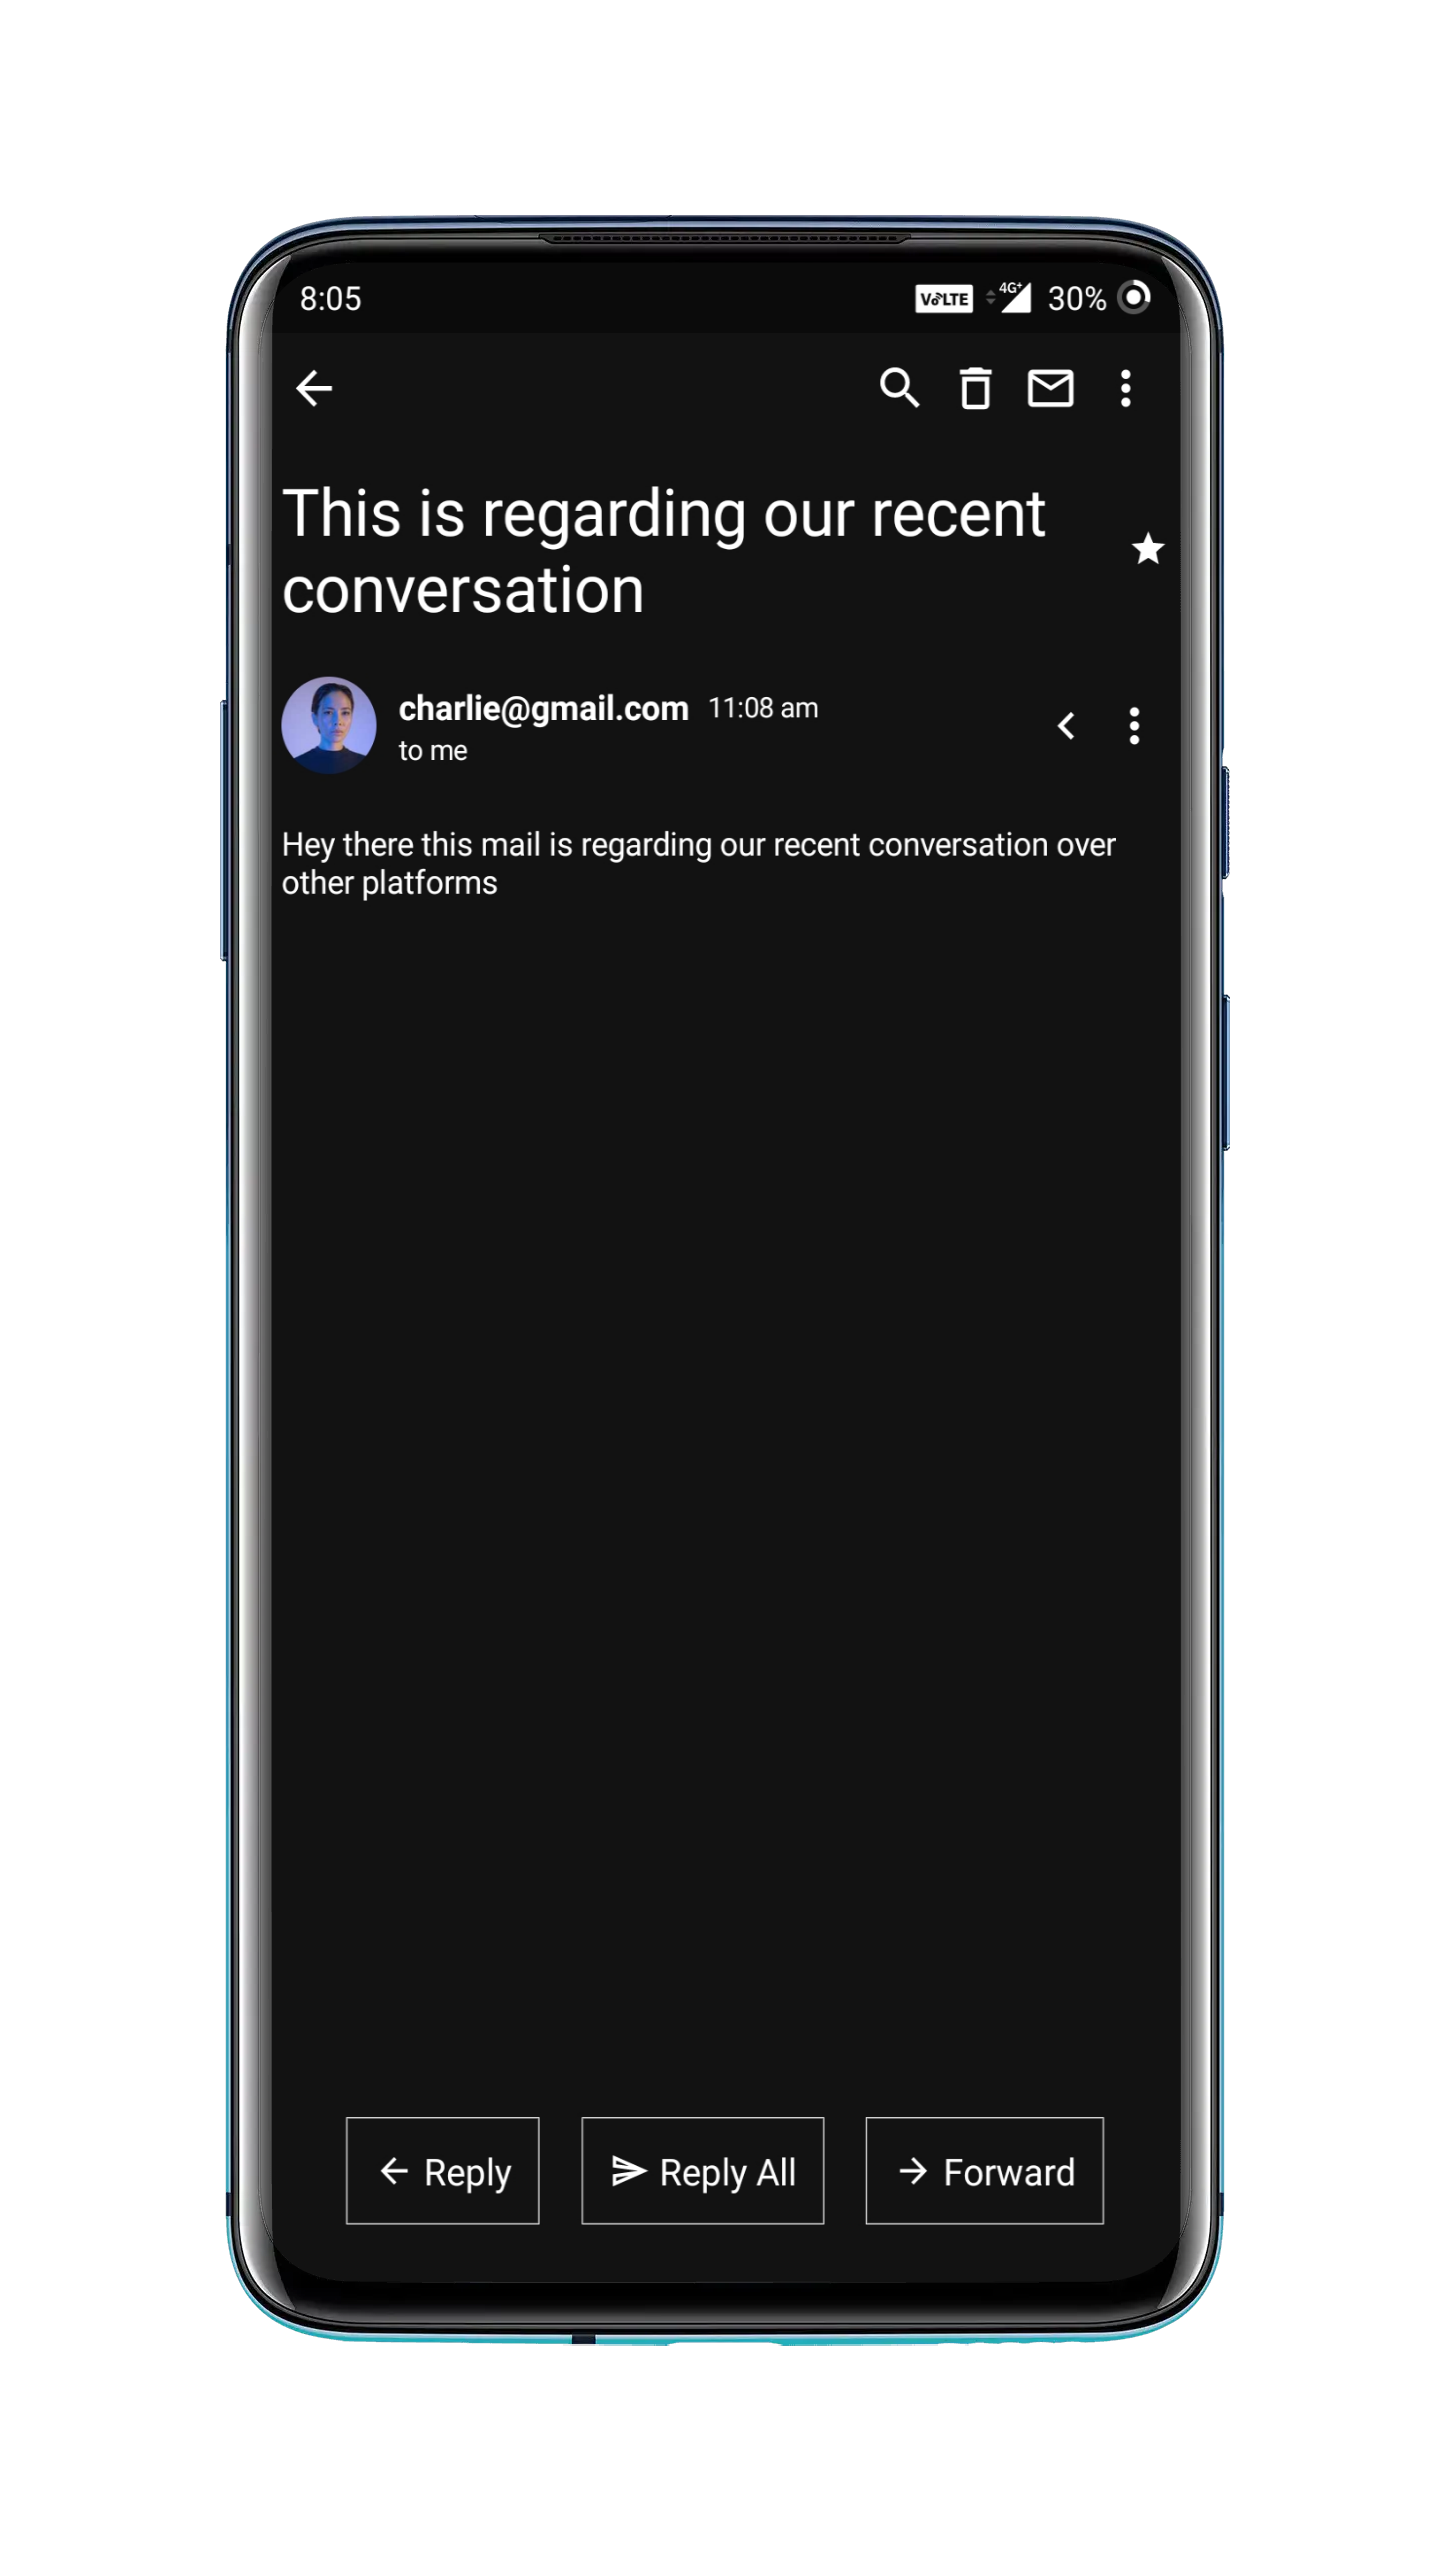 8:05 VoLTE 4G+ 30%
This is regarding our recent
conversation
charlie@gmail.com 11:08 am
to me
Hey there this mail is regarding our recent conversation over
other platforms
Reply Reply All Forward